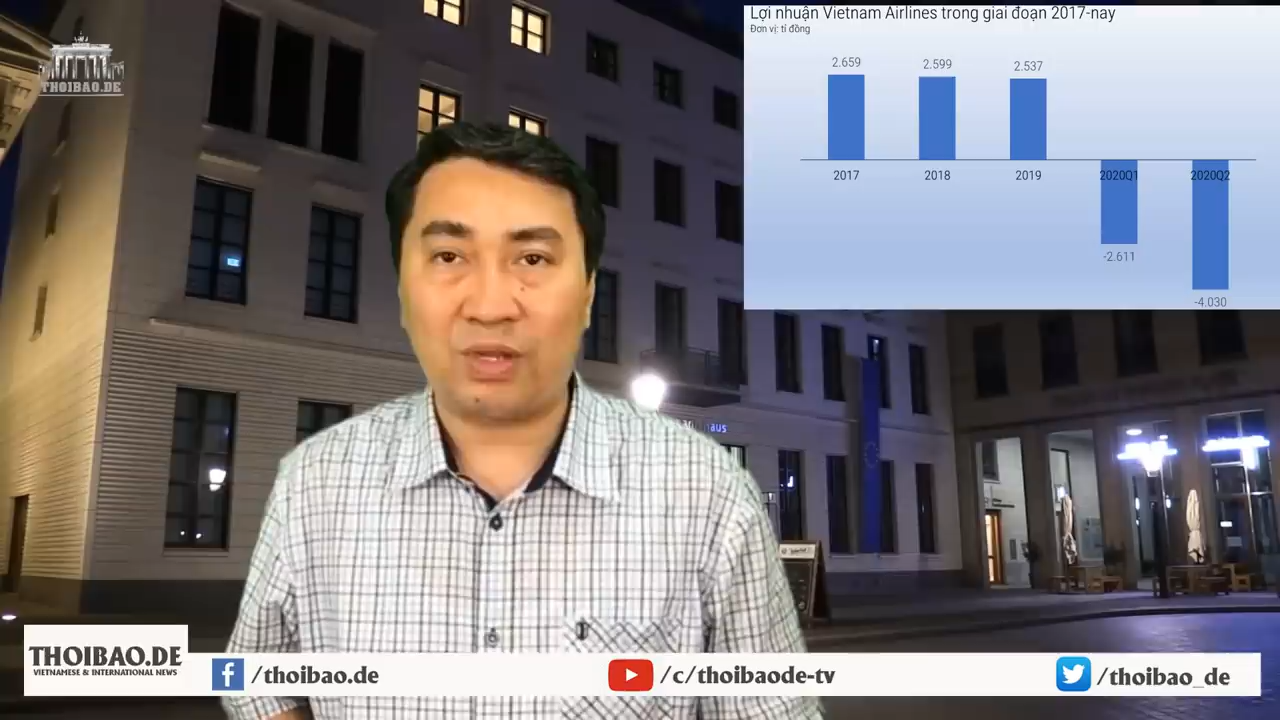 THOIBAO.DE
Lợi nhuận Vietnam Airlines trong giai đoạn 2017-nay
Đơn vị: tỉ đồng
2.659
2.599
2.537
2017
2018
2019
2020Q1
2020Q2
-2.611
-4.030
THOIBAO.DE
VIETNAMESE & INTERNATIONAL NEWS
/thoibao.de
/c/thoibaode-tv
/thoibao_de